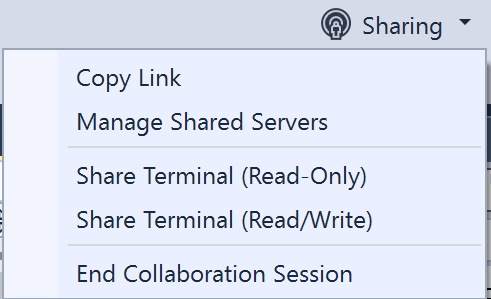 Sharing
Copy Link
Manage Shared Servers
Share Terminal (Read-Only)
Share Terminal (Read/Write)
End Collaboration Session